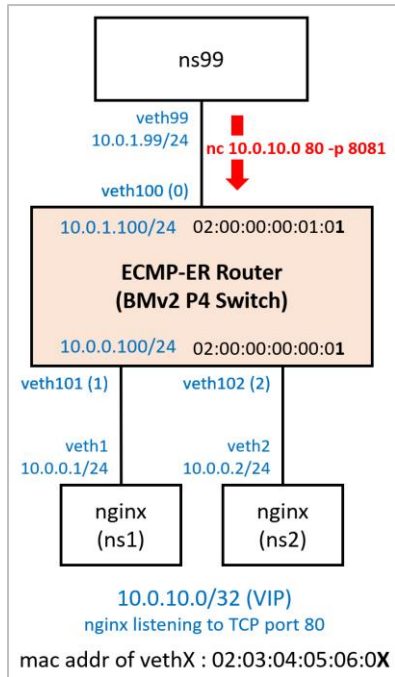 ns99
veth99
10.0.1.99/24
nc 10.0.10.0 80 -p 8081
veth100 (0)
10.0.1.100/24 02:00:00:00:01:01
ECMP-ER Router
(BMv2 P4 Switch)
10.0.0.100/24 02:00:00:00:00:01
veth101 (1) veth102 (2)
veth1 veth2
10.0.0.1/24 10.0.0.2/24
nginx nginx
(ns1) (ns2)
10.0.10.0/32 (VIP)
nginx listening to TCP port 80
mac addr of vethX : 02:03:04:05:06:0X